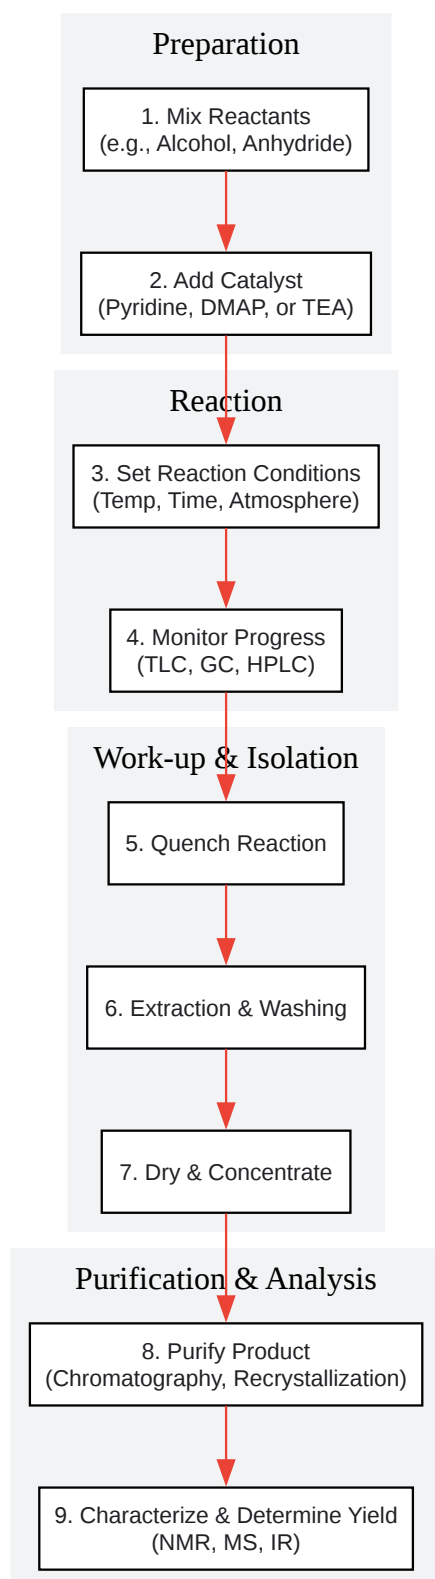 Preparation
1. Mix Reactants
(e.g., Alcohol, Anhydride)
2. Add Catalyst
(Pyridine, DMAP, or TEA)
Reaction
3. Set Reaction Conditions
(Temp, Time, Atmosphere)
4. Monitor Progress
(TLC, GC, HPLC)
Work-up & Isolation
5. Quench Reaction
6. Extraction & Washing
7. Dry & Concentrate
Purification & Analysis
8. Purify Product
(Chromatography, Recrystallization)
9. Characterize & Determine Yield
(NMR, MS, IR)